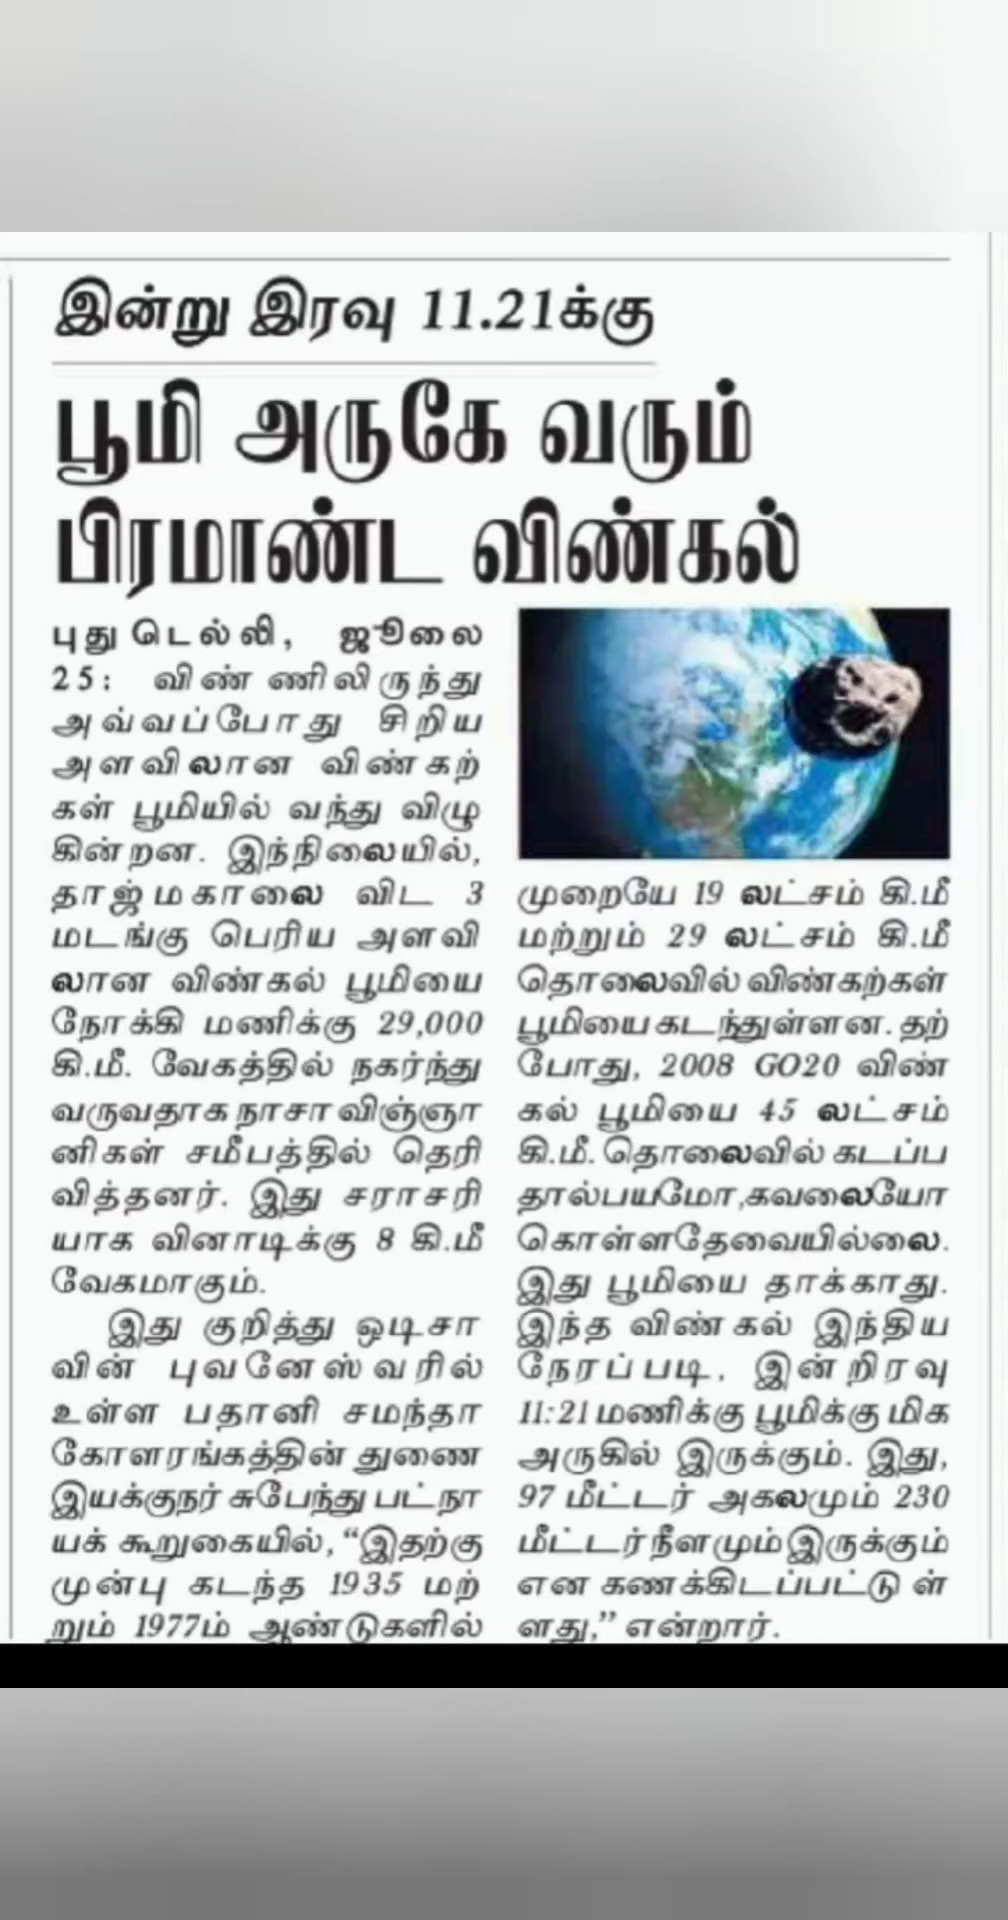 இன்று இரவு 11.21க்கு
பூமி அருகே வரும்
பிரமாண்ட விண்கல்
புதுடெல்லி, ஜூலை
25: விண்ணிலிருந்து
அவ்வப்போது சிறிய
அளவிலான விண்கற்
கள் பூமியில் வந்து விழு
கின்றன. இந்நிலையில்,
தாஜ்மகாலை விட 3
மடங்கு பெரிய அளவி
லான விண்கல் பூமியை
நோக்கி மணிக்கு 29,000
கி.மீ. வேகத்தில் நகர்ந்து
வருவதாக நாசா விஞ்ஞா
னிகள் சமீபத்தில் தெரி
வித்தனர். இது சராசரி
யாக வினாடிக்கு 8 கி.மீ
வேகமாகும்.
இது குறித்து ஒடிசா
வின் புவனேஸ்வரில்
உள்ள பதானி சமந்தா
கோளரங்கத்தின் துணை
இயக்குநர் சுபேந்து பட்நா
யக் கூறுகையில், “இதற்கு
முன்பு கடந்த 1935 மற்
றும் 1977ம் ஆண்டுகளில்
முறையே 19 லட்சம் கி.மீ
மற்றும் 29 லட்சம் கி.மீ
தொலைவில் விண்கற்கள்
பூமியை கடந்துள்ளன. தற்
போது, 2008 GO20 விண்
கல் பூமியை 45 லட்சம்
கி.மீ. தொலைவில் கடப்ப
தால்பயமோ,கவலையோ
கொள்ளதேவையில்லை.
இது பூமியை தாக்காது.
இந்த விண்கல் இந்திய
நேரப்படி, இன்றிரவு
11:21 மணிக்கு பூமிக்கு மிக
அருகில் இருக்கும். இது,
97 மீட்டர் அகலமும் 230
மீட்டர் நீளமும் இருக்கும்
என கணக்கிடப்பட்டுள்
ளது,” என்றார்.